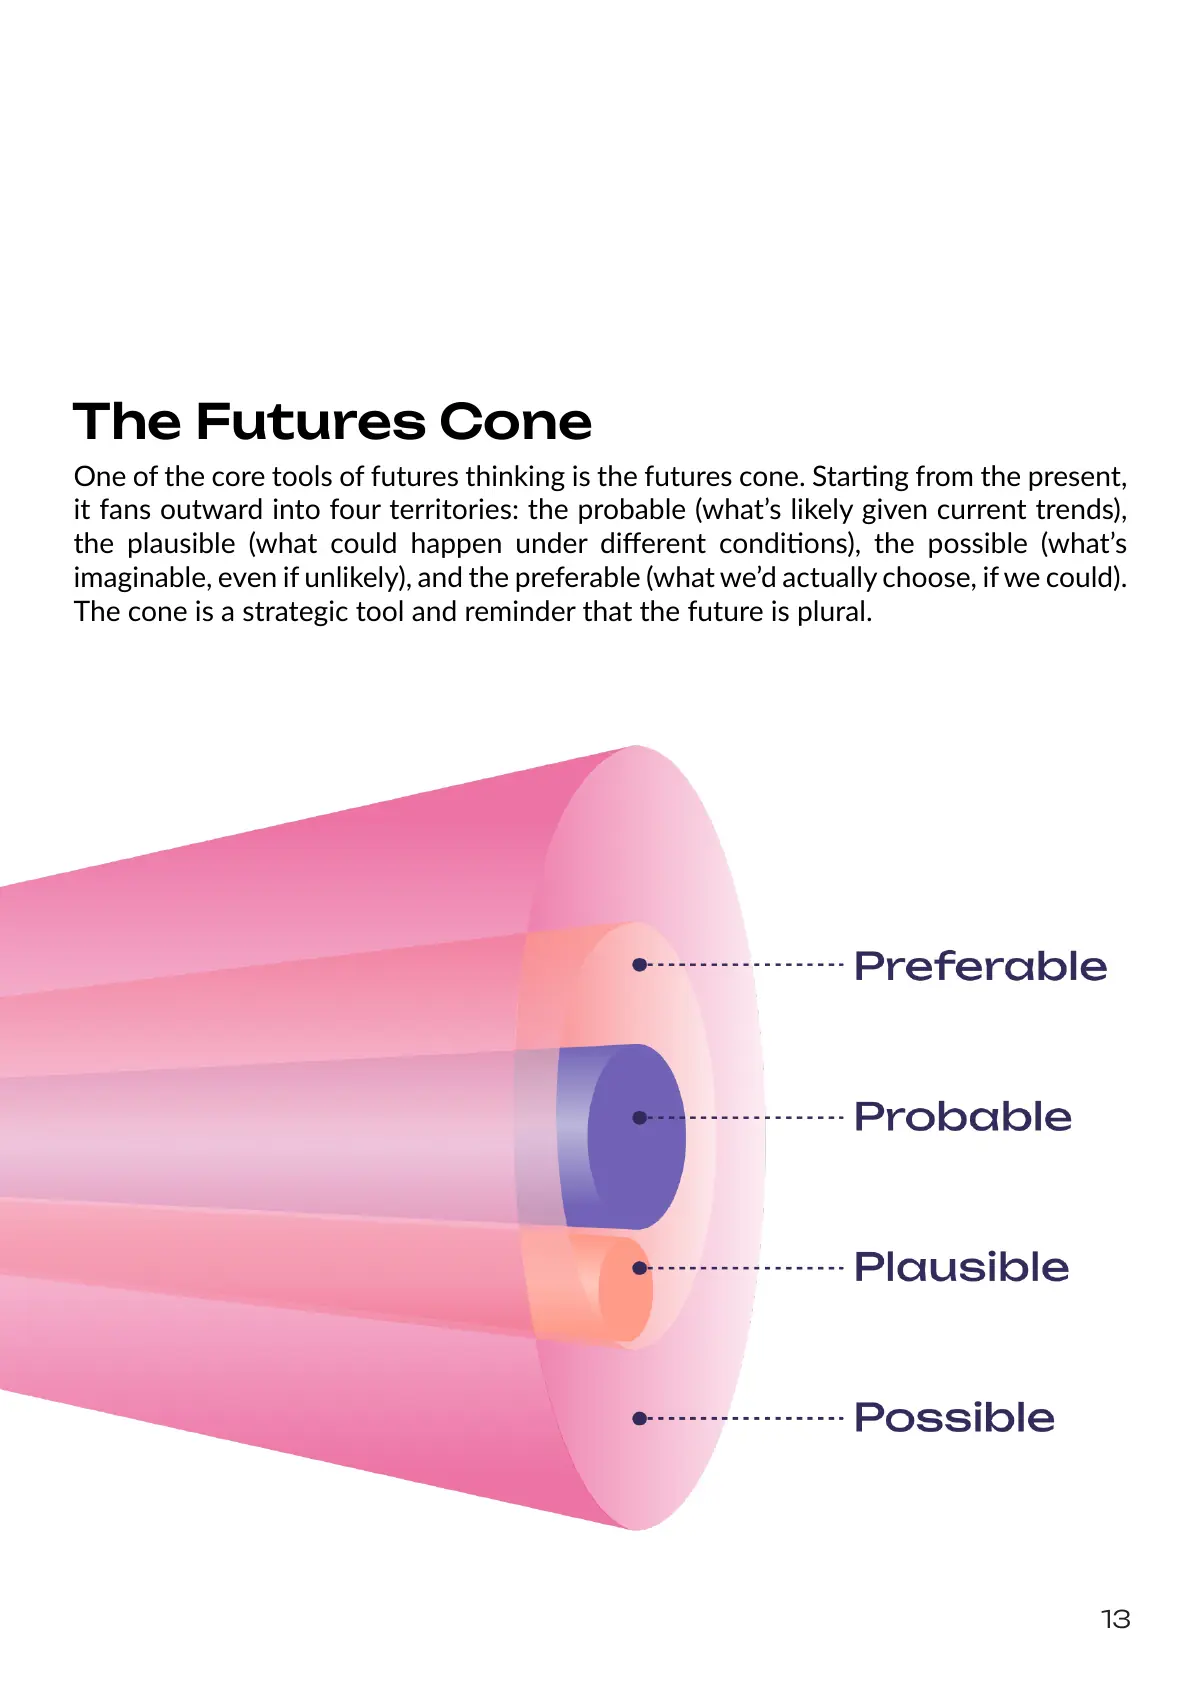 The Futures Cone
One of the core tools of futures thinking is the futures cone. Starting from the present,
it fans outward into four territories: the probable (what’s likely given current trends),
the plausible (what could happen under different conditions), the possible (what’s
imaginable, even if unlikely), and the preferable (what we’d actually choose, if we could).
The cone is a strategic tool and reminder that the future is plural.
Preferable
Probable
Plausible
Possible
13